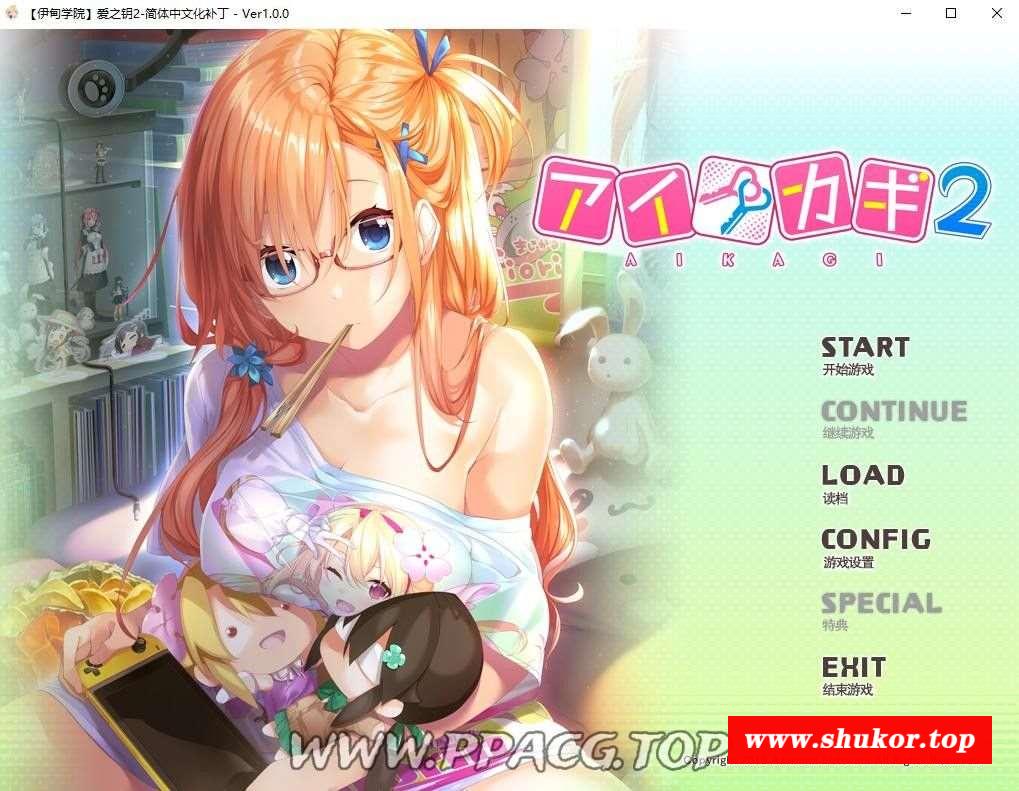 【伊甸学院】爱之钥2-简体中文化补丁 - Ver1.0.0
アイカギ2
AIKAGI
START
开始游戏
CONTINUE
继续游戏
LOAD
读档
CONFIG
游戏设置
SPECIAL
特典
EXIT
结束游戏
www.shukor.top
WWW.RPACG.TOP